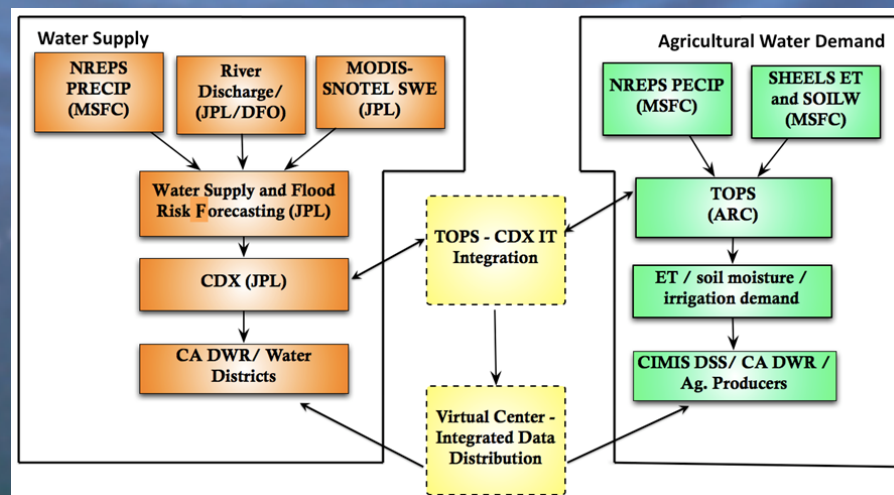 Water Supply
NREPS
PRECIP
(MSFC)
River
Discharge/
(JPL/DFO)
MODIS-
SNOTEL SWE
(JPL)
Water Supply and Flood
Risk Forecasting (JPL)
CDX (JPL)
CA DWR/ Water
Districts
TOPS - CDX IT
Integration
Virtual Center -
Integrated Data
Distribution
Agricultural Water Demand
NREPS PECIP
(MSFC)
SHEELS ET
and SOILW
(MSFC)
TOPS
(ARC)
ET / soil moisture /
irrigation demand
CIMIS DSS/ CA DWR /
Ag. Producers